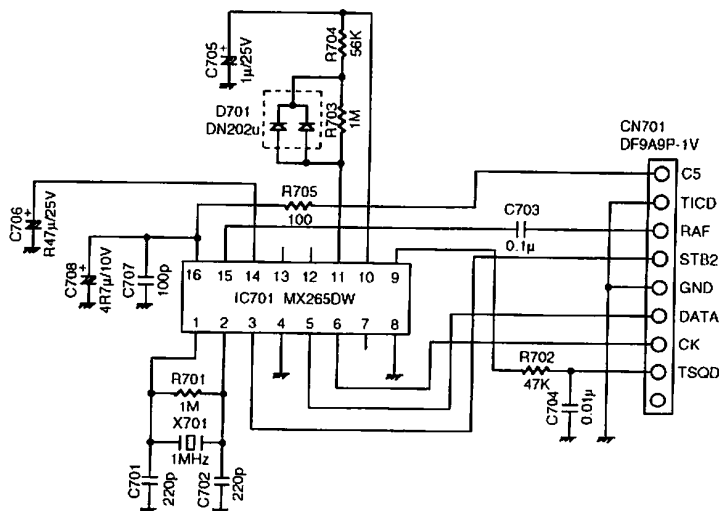 C705
1µ/25V
R704
56K
D701
DN202u
R703
1M
CN701
DF9A9P-1V
C5
TICD
RAF
STB2
GND
DATA
CK
TSQD
C706
R47µ/25V
R705
100
C703
0.1µ
C708
4R7µ/10V
C707
100p
16 15 14 13 12 11 10 9
IC701 MX265DW
1 2 3 4 5 6 7 8
R702
47K
C704
0.01µ
R701
1M
X701
1MHz
C701
220p
C702
220p